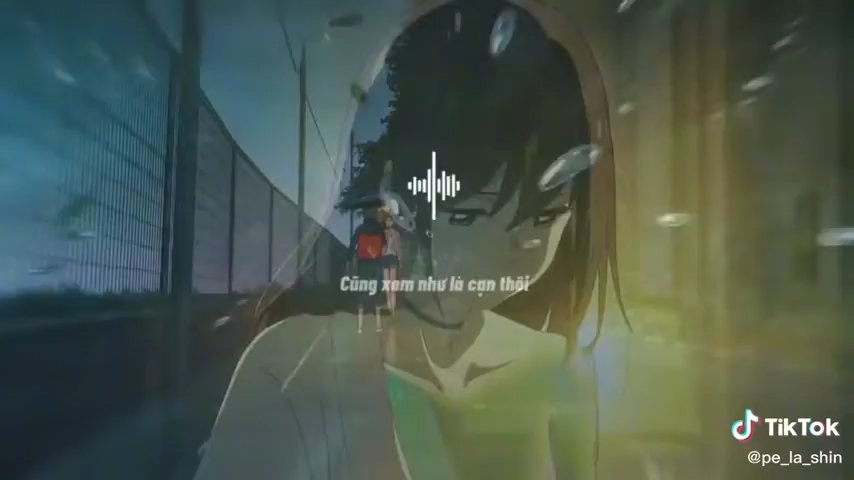 Cũng xem như là cạn thôi
TikTok
@pe_la_shin